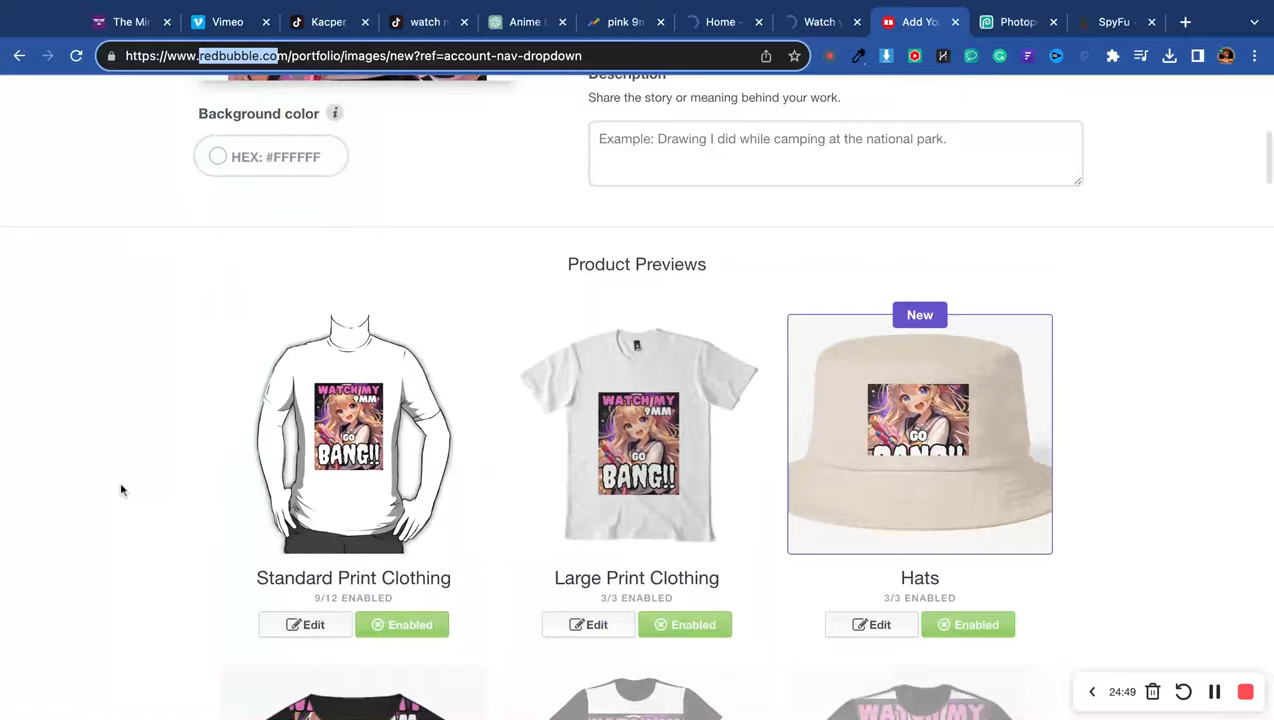 The Mir
Vimeo
Kacper
watch n
Anime (
pink 9n
Home -
Watch y
Add Yo
Photop
SpyFu -
https://www.redbubble.com/portfolio/images/new?ref=account-nav-dropdown
Description
Share the story or meaning behind your work.
Background color
HEX: #FFFFFF
Example: Drawing I did while camping at the national park.
Product Previews
New
WATCH MY
9MM
GO
BANG!!
WATCH MY
9MM
GO
BANG!!
GO
BANG!!
Standard Print Clothing
9/12 ENABLED
Edit
Enabled
Large Print Clothing
3/3 ENABLED
Edit
Enabled
Hats
3/3 ENABLED
Edit
Enabled
WATCH MY
24:49